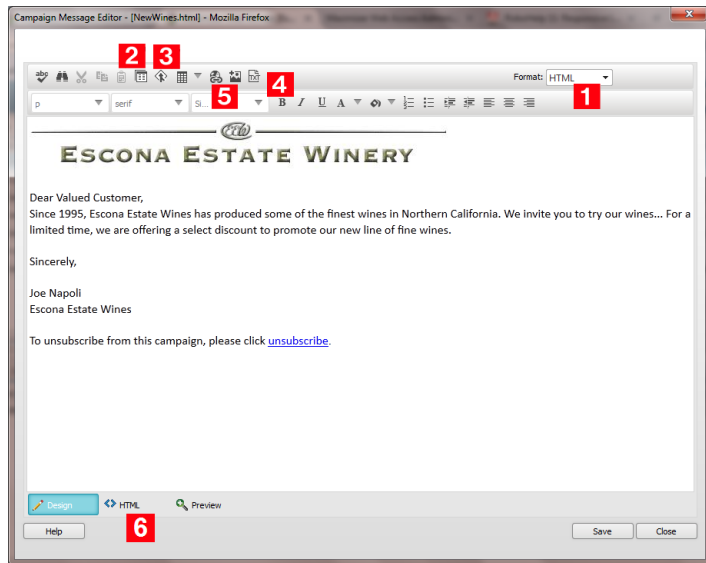 Campaign Message Editor - [NewWines.html] - Mozilla Firefox
2 3
abc TXT Format: HTML
4
5 1
p serif Si... B I U A
ESCONA ESTATE WINERY
Dear Valued Customer,
Since 1995, Escona Estate Wines has produced some of the finest wines in Northern California. We invite you to try our wines... For a
limited time, we are offering a select discount to promote our new line of fine wines.
Sincerely,
Joe Napoli
Escona Estate Wines
To unsubscribe from this campaign, please click unsubscribe.
Design HTML Preview
6
Help Save Close